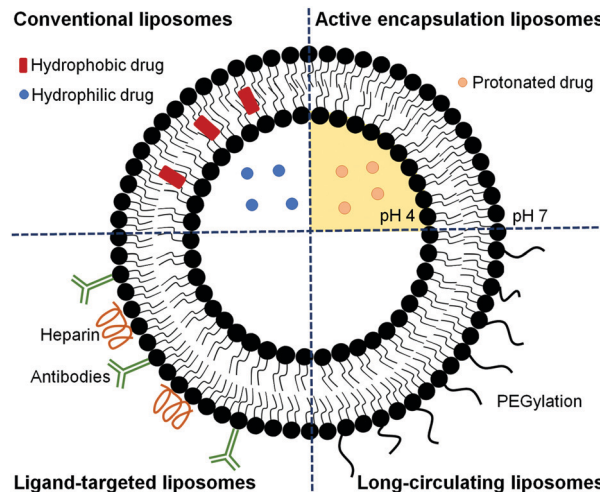 Conventional liposomes
Active encapsulation liposomes
Hydrophobic drug
Hydrophilic drug
Protonated drug
pH 4
pH 7
Heparin
Antibodies
PEGylation
Ligand-targeted liposomes
Long-circulating liposomes